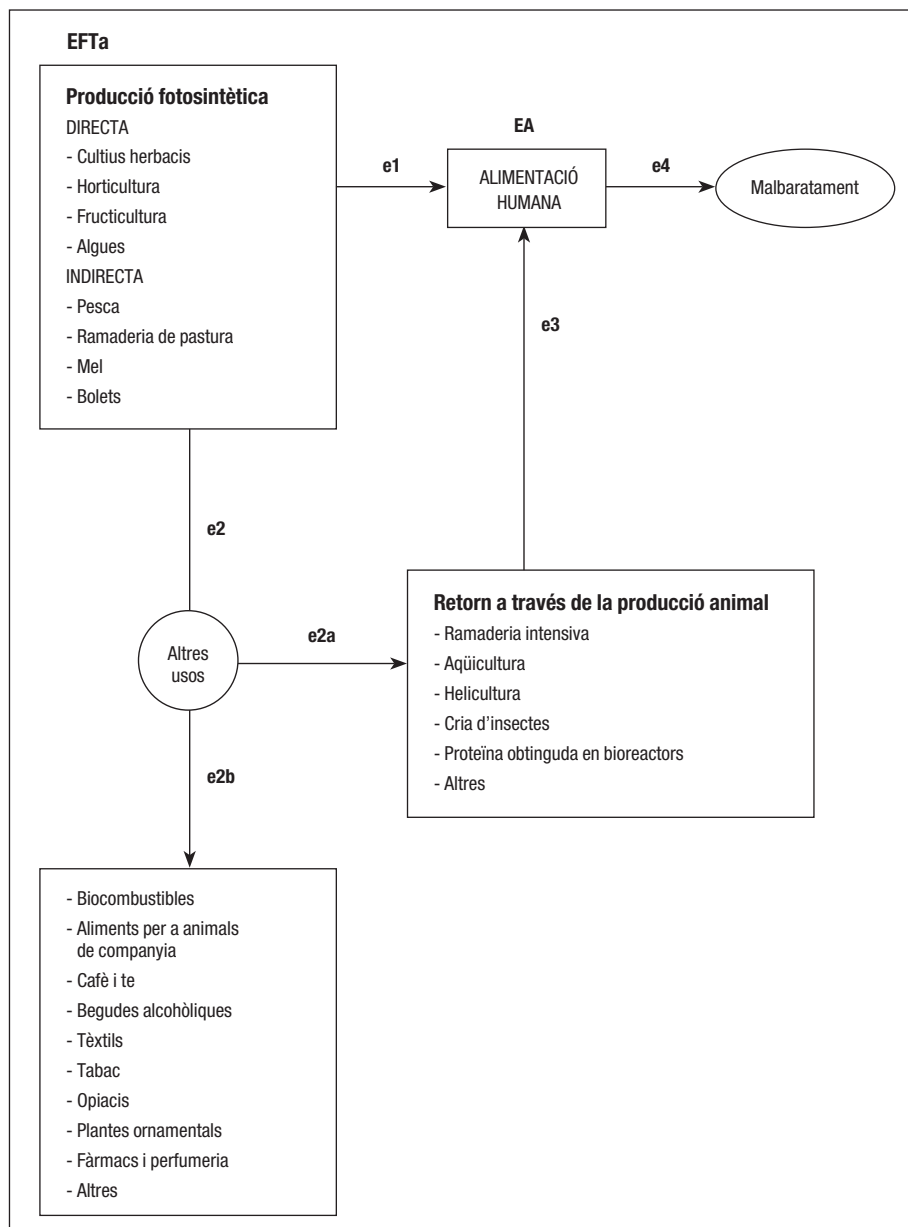 EFTa
Producció fotosintètica
DIRECTA
- Cultius herbacis
- Horticultura
- Fructicultura
- Algues
INDIRECTA
- Pesca
- Ramaderia de pastura
- Mel
- Bolets
e1
EA
ALIMENTACIÓ
HUMANA
e4
Malbaratament
e3
e2
Altres
usos
e2a
Retorn a través de la producció animal
- Ramaderia intensiva
- Aqüicultura
- Helicultura
- Cria d'insectes
- Proteïna obtinguda en bioreactors
- Altres
e2b
- Biocombustibles
- Aliments per a animals
de companyia
- Cafè i te
- Begudes alcohòliques
- Tèxtils
- Tabac
- Opiacis
- Plantes ornamentals
- Fàrmacs i perfumeria
- Altres